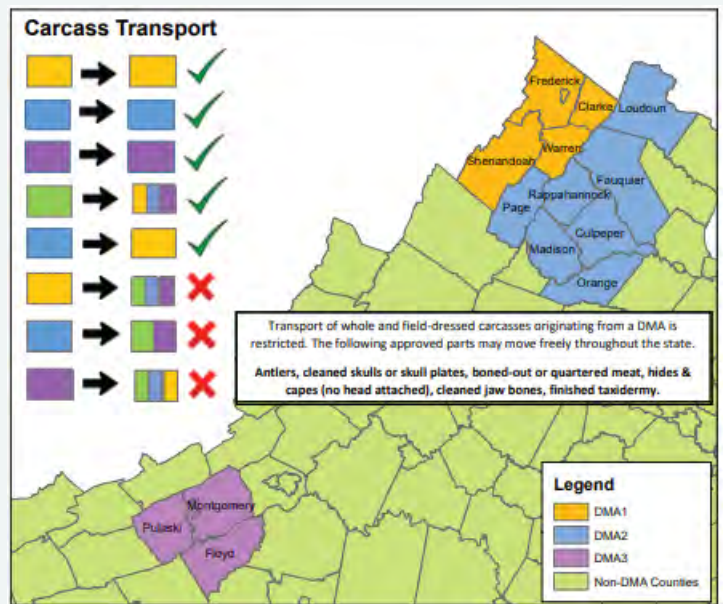 Carcass Transport
Frederick
Clarke
Loudoun
Warren
Shenandoah
Fauquier
Rappahannock
Page
Culpeper
Madison
Orange
Transport of whole and field-dressed carcasses originating from a DMA is
restricted. The following approved parts may move freely throughout the state.
Antlers, cleaned skulls or skull plates, boned-out or quartered meat, hides &
capes (no head attached), cleaned jaw bones, finished taxidermy.
Montgomery
Pulaski
Floyd
Legend
DMA1
DMA2
DMA3
Non-DMA Counties